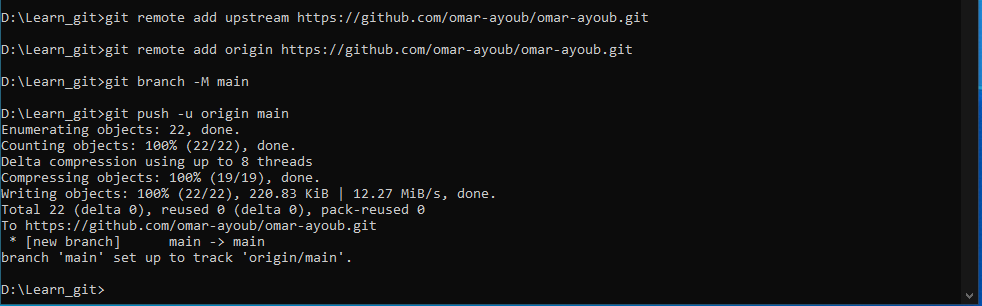 D:\Learn_git>git remote add upstream https://github.com/omar-ayoub/omar-ayoub.git
D:\Learn_git>git remote add origin https://github.com/omar-ayoub/omar-ayoub.git
D:\Learn_git>git branch -M main
D:\Learn_git>git push -u origin main
Enumerating objects: 22, done.
Counting objects: 100% (22/22), done.
Delta compression using up to 8 threads
Compressing objects: 100% (19/19), done.
Writing objects: 100% (22/22), 220.83 KiB | 12.27 MiB/s, done.
Total 22 (delta 0), reused 0 (delta 0), pack-reused 0
To https://github.com/omar-ayoub/omar-ayoub.git
 * [new branch]      main -> main
branch 'main' set up to track 'origin/main'.
D:\Learn_git>